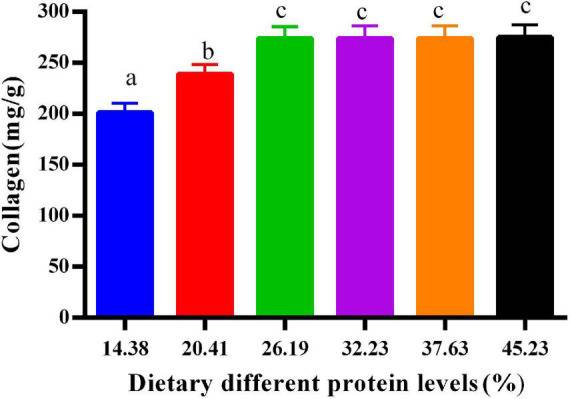 Collagen(mg/g)
300
250
200
150
100
50
0
a
b
c
c
c
c
14.38 20.41 26.19 32.23 37.63 45.23
Dietary different protein levels (%)